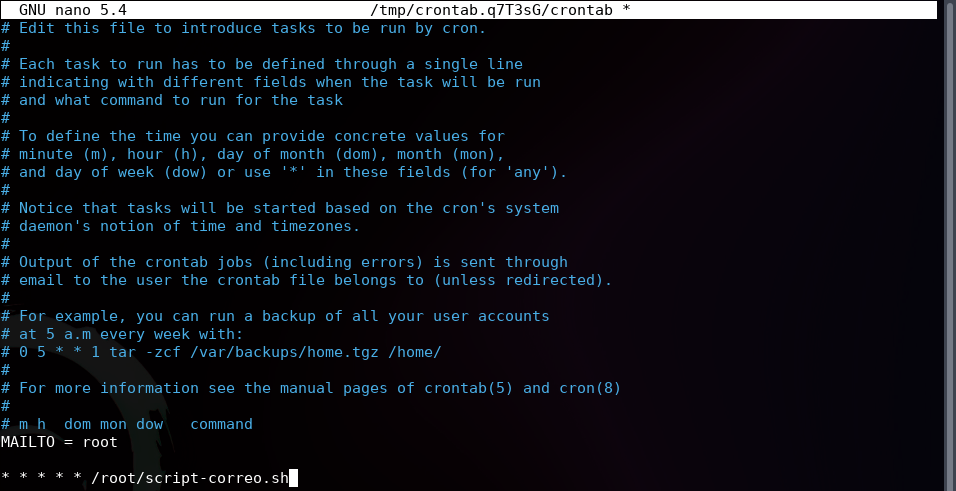 GNU nano 5.4 /tmp/crontab.q7T3sG/crontab *
# Edit this file to introduce tasks to be run by cron.
#
# Each task to run has to be defined through a single line
# indicating with different fields when the task will be run
# and what command to run for the task
#
# To define the time you can provide concrete values for
# minute (m), hour (h), day of month (dom), month (mon),
# and day of week (dow) or use '*' in these fields (for 'any').
#
# Notice that tasks will be started based on the cron's system
# daemon's notion of time and timezones.
#
# Output of the crontab jobs (including errors) is sent through
# email to the user the crontab file belongs to (unless redirected).
#
# For example, you can run a backup of all your user accounts
# at 5 a.m every week with:
# 0 5 * * 1 tar -zcf /var/backups/home.tgz /home/
#
# For more information see the manual pages of crontab(5) and cron(8)
#
# m h  dom mon dow   command
MAILTO = root
* * * * * /root/script-correo.sh